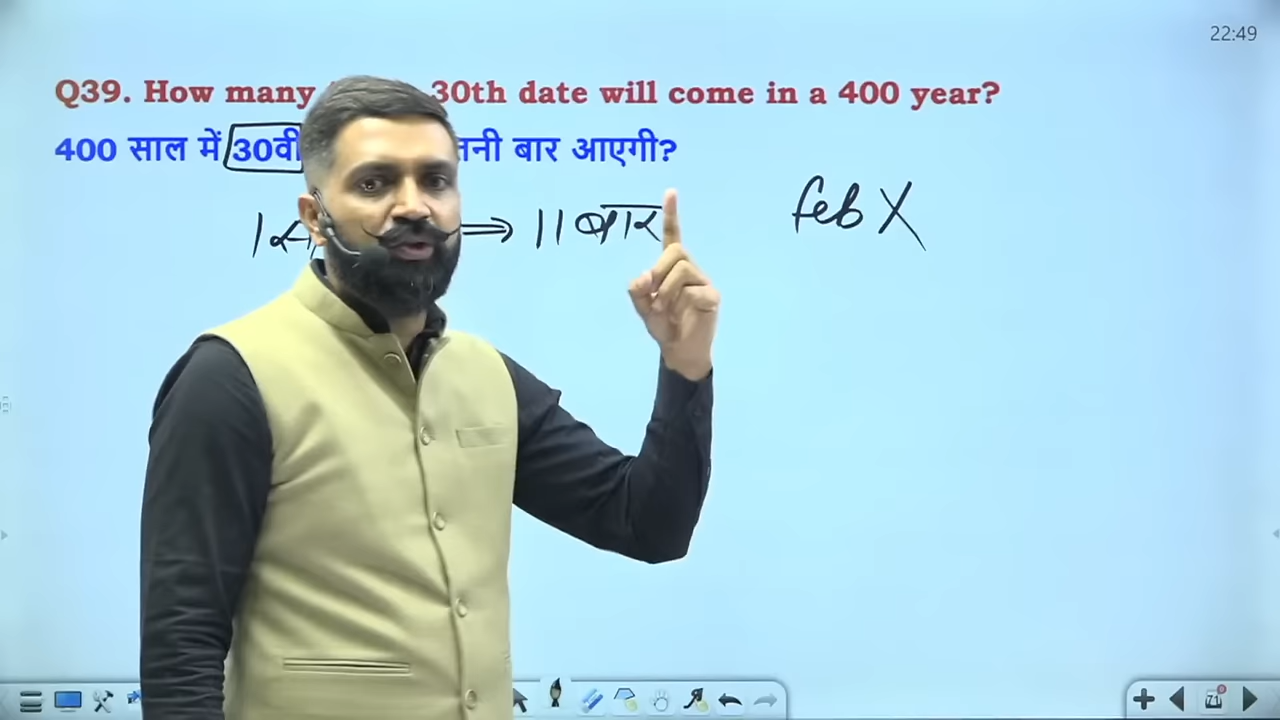 22:49
Q39. How many 30th date will come in a 400 year?
400 साल में 30वी बार आएगी?
⇒ 11 बार
feb X